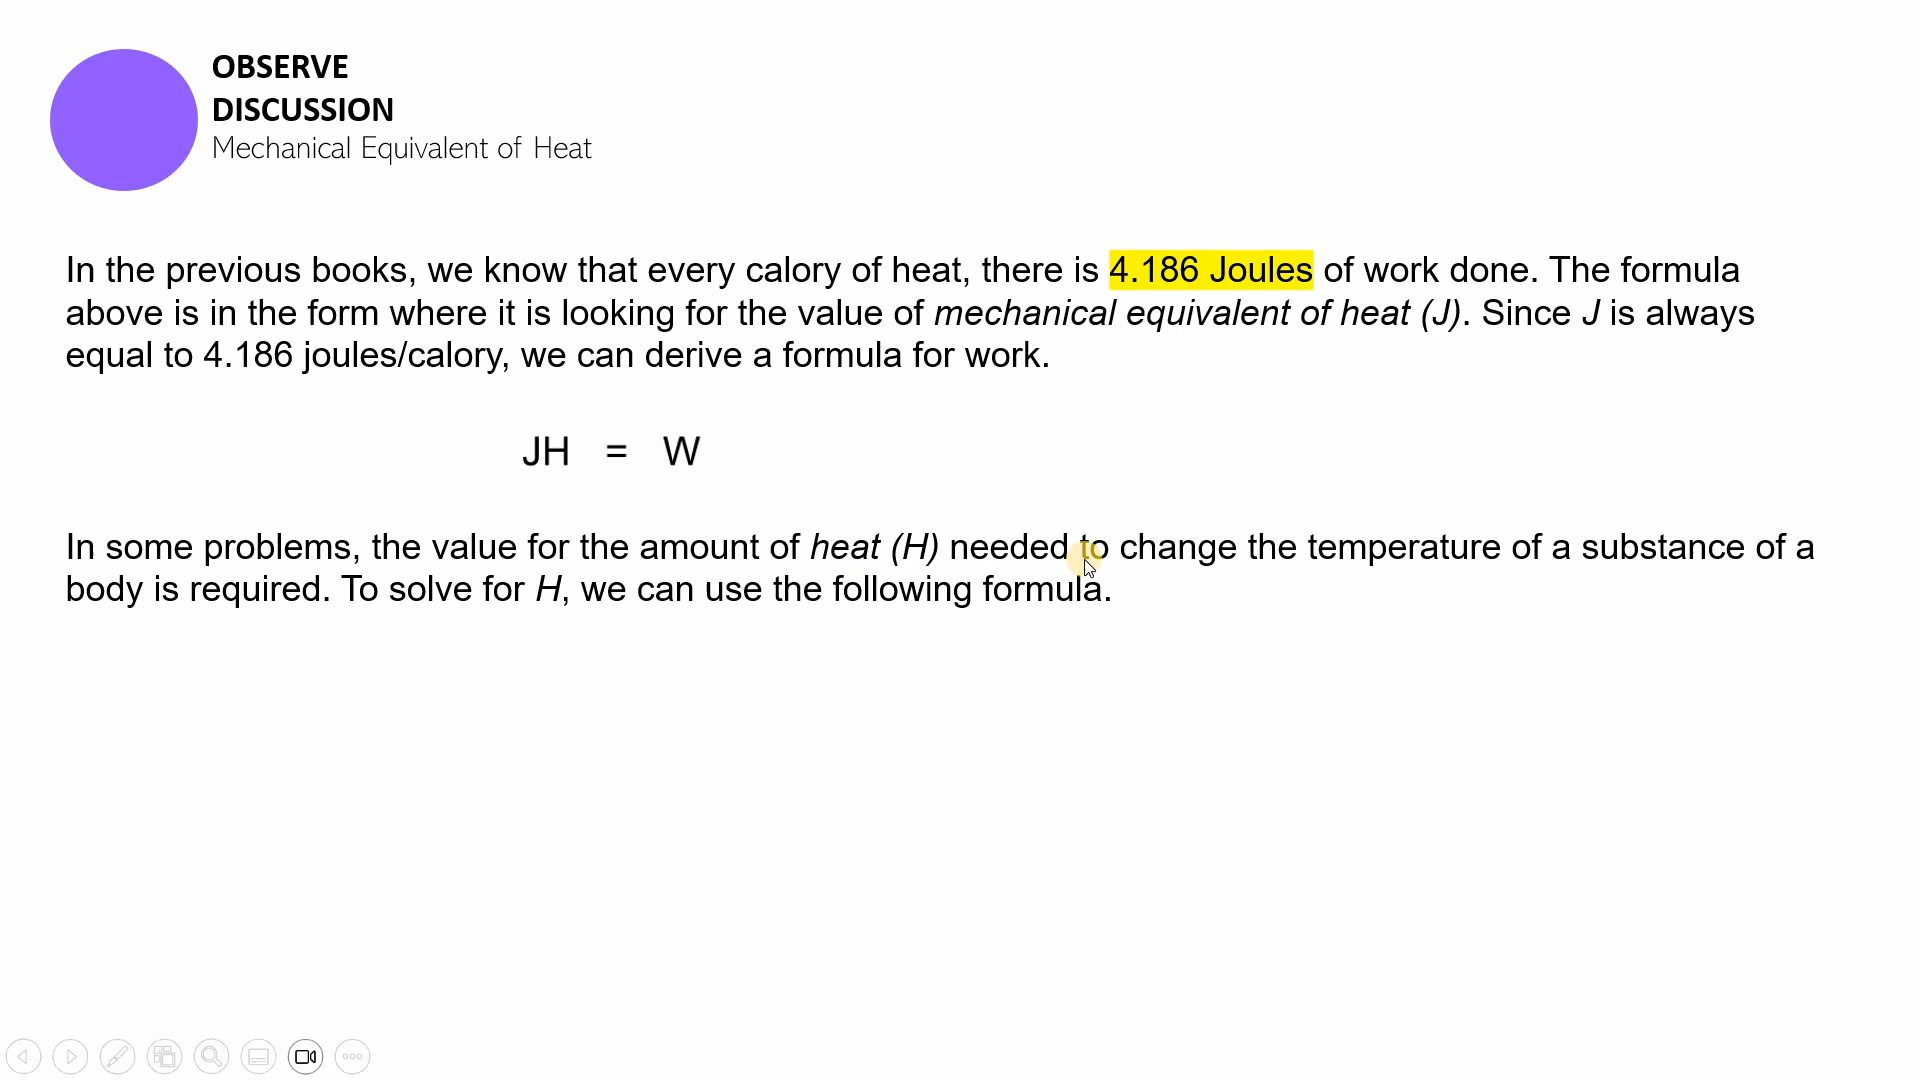 OBSERVE
DISCUSSION
Mechanical Equivalent of Heat
In the previous books, we know that every calory of heat, there is 4.186 Joules of work done. The formula
above is in the form where it is looking for the value of mechanical equivalent of heat (J). Since J is always
equal to 4.186 joules/calory, we can derive a formula for work.
JH = W
In some problems, the value for the amount of heat (H) needed to change the temperature of a substance of a
body is required. To solve for H, we can use the following formula.